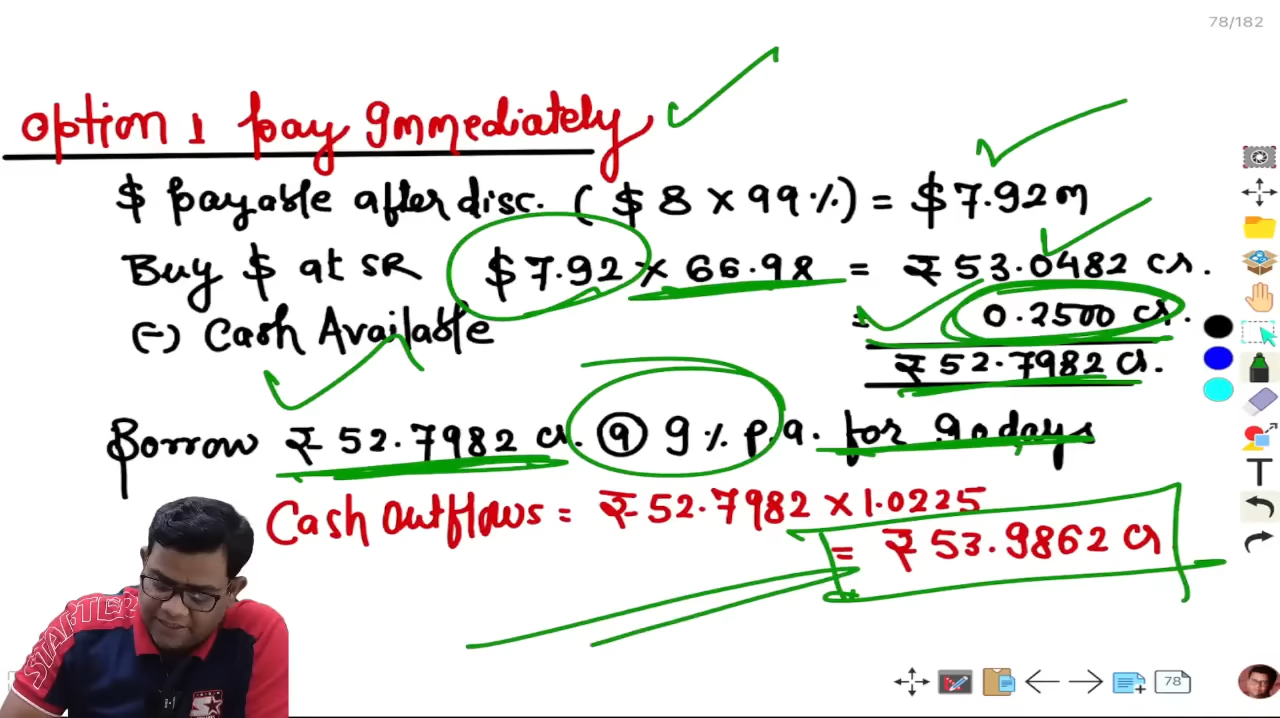 78/182
Option 1 pay Immediately
$ payable after disc. ($ 8 × 99%) = $ 7.92m
Buy $ at SR $ 7.92 × 66.98 = ₹ 53.0482 cr.
(-) Cash Available = 0.2500 cr.
₹ 52.7982 cr.
Borrow ₹ 52.7982 cr. @ 9% p.a. for 90 days
Cash Outflows = ₹ 52.7982 × 1.0225
= ₹ 53.9862 cr
STARTER
T
78